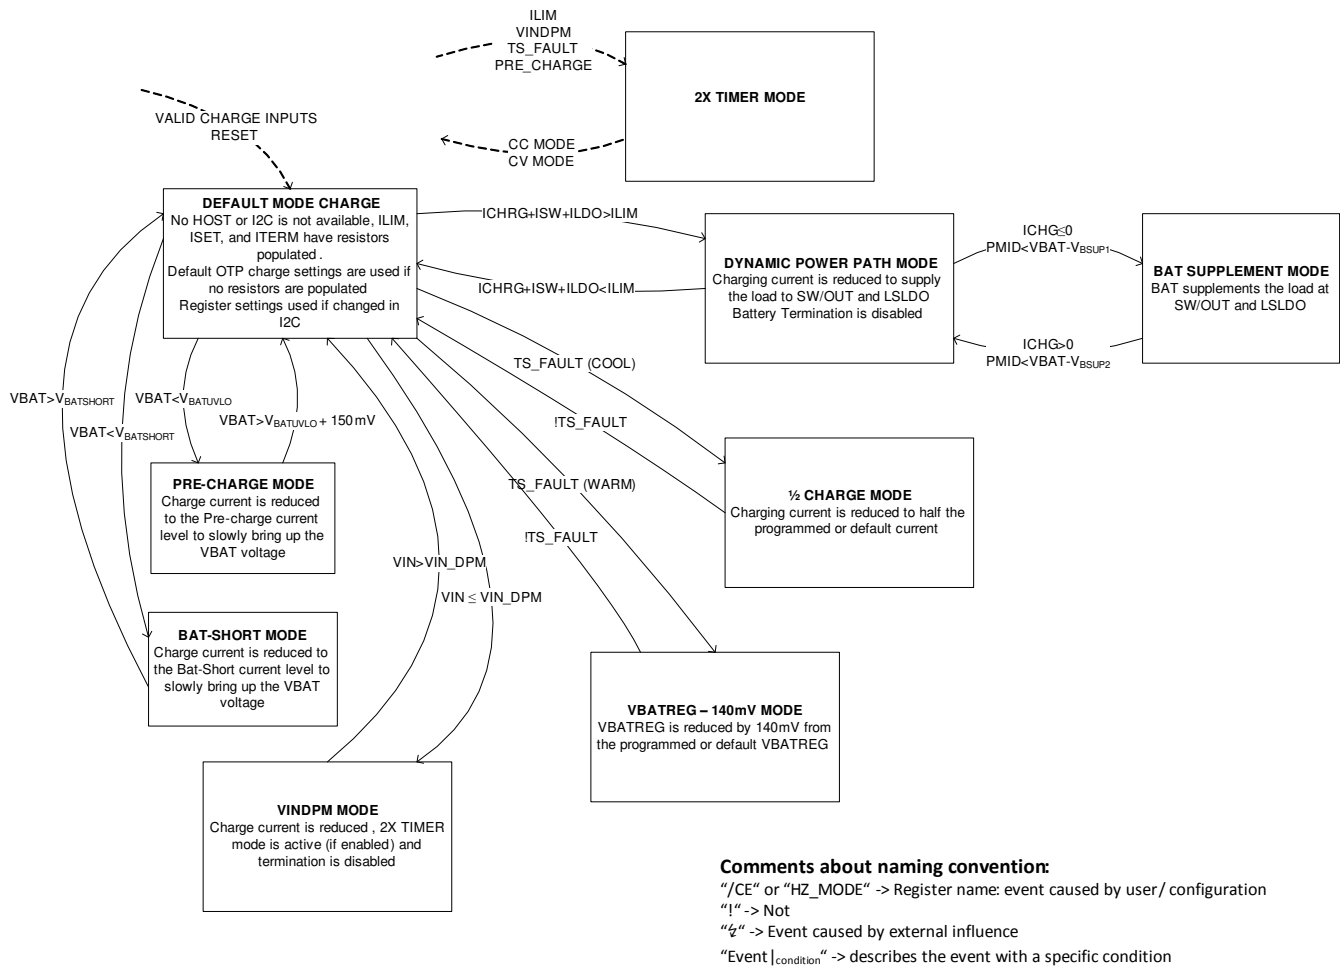 ILIM
VINDPM
TS_FAULT
PRE_CHARGE
2X TIMER MODE
VALID CHARGE INPUTS
RESET
CC MODE
CV MODE
DEFAULT MODE CHARGE
No HOST or I2C is not available, ILIM,
ISET, and ITERM have resistors
populated .
Default OTP charge settings are used if
no resistors are populated
Register settings used if changed in
I2C
ICHRG+ISW+ILDO>ILIM
ICHRG+ISW+ILDO<ILIM
DYNAMIC POWER PATH MODE
Charging current is reduced to supply
the load to SW/OUT and LSLDO
Battery Termination is disabled
ICHG≤0
PMID<VBAT-VBSUP1
BAT SUPPLEMENT MODE
BAT supplements the load at
SW/OUT and LSLDO
ICHG>0
PMID<VBAT-VBSUP2
VBAT>VBATSHORT
VBAT<VBATUVLO
VBAT>VBATUVLO + 150mV
VBAT<VBATSHORT
TS_FAULT (COOL)
!TS_FAULT
PRE-CHARGE MODE
Charge current is reduced
to the Pre-charge current
level to slowly bring up the
VBAT voltage
TS_FAULT (WARM)
!TS_FAULT
½ CHARGE MODE
Charging current is reduced to half the
programmed or default current
VIN>VIN_DPM
VIN ≤ VIN_DPM
BAT-SHORT MODE
Charge current is reduced to
the Bat-Short current level to
slowly bring up the VBAT
voltage
VBATREG – 140mV MODE
VBATREG is reduced by 140mV from
the programmed or default VBATREG
VINDPM MODE
Charge current is reduced , 2X TIMER
mode is active (if enabled) and
termination is disabled
Comments about naming convention:
“/CE“ or “HZ_MODE“ -> Register name: event caused by user/ configuration
“!“ -> Not
“↯“ -> Event caused by external influence
“Event|condition“ -> describes the event with a specific condition